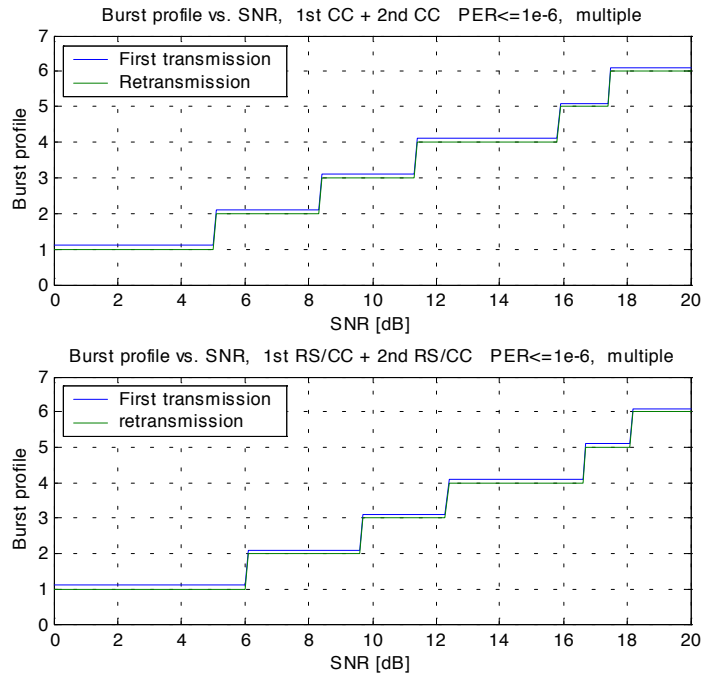 Burst profile vs. SNR, 1st CC + 2nd CC PER<=1e-6, multiple
7
6
5
4
3
2
1
0
Burst profile
First transmission
Retransmission
0 2 4 6 8 10 12 14 16 18 20
SNR [dB]
Burst profile vs. SNR, 1st RS/CC + 2nd RS/CC PER<=1e-6, multiple
7
6
5
4
3
2
1
0
Burst profile
First transmission
retransmission
0 2 4 6 8 10 12 14 16 18 20
SNR [dB]